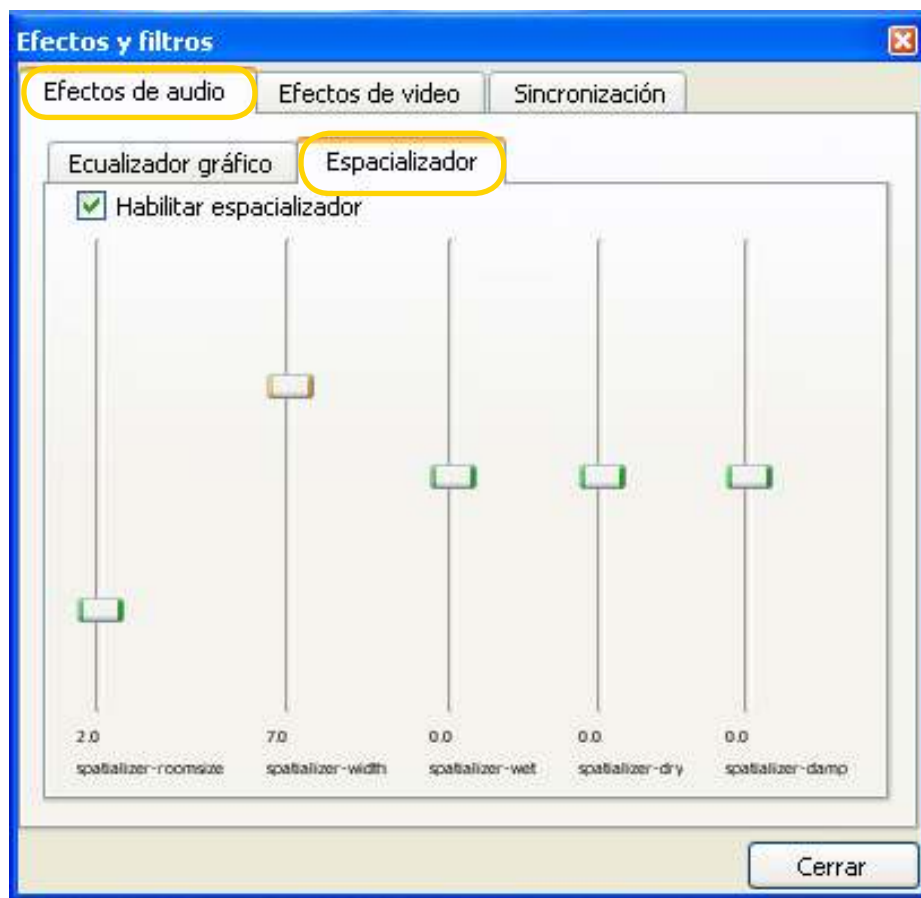 Efectos y filtros
Efectos de audio Efectos de video Sincronización
Ecualizador gráfico Espacializador
Habilitar espacializador
2.0 7.0 0.0 0.0 0.0
spatializer-roomsize spatializer-width spatializer-wet spatializer-dry spatializer-damp
Cerrar